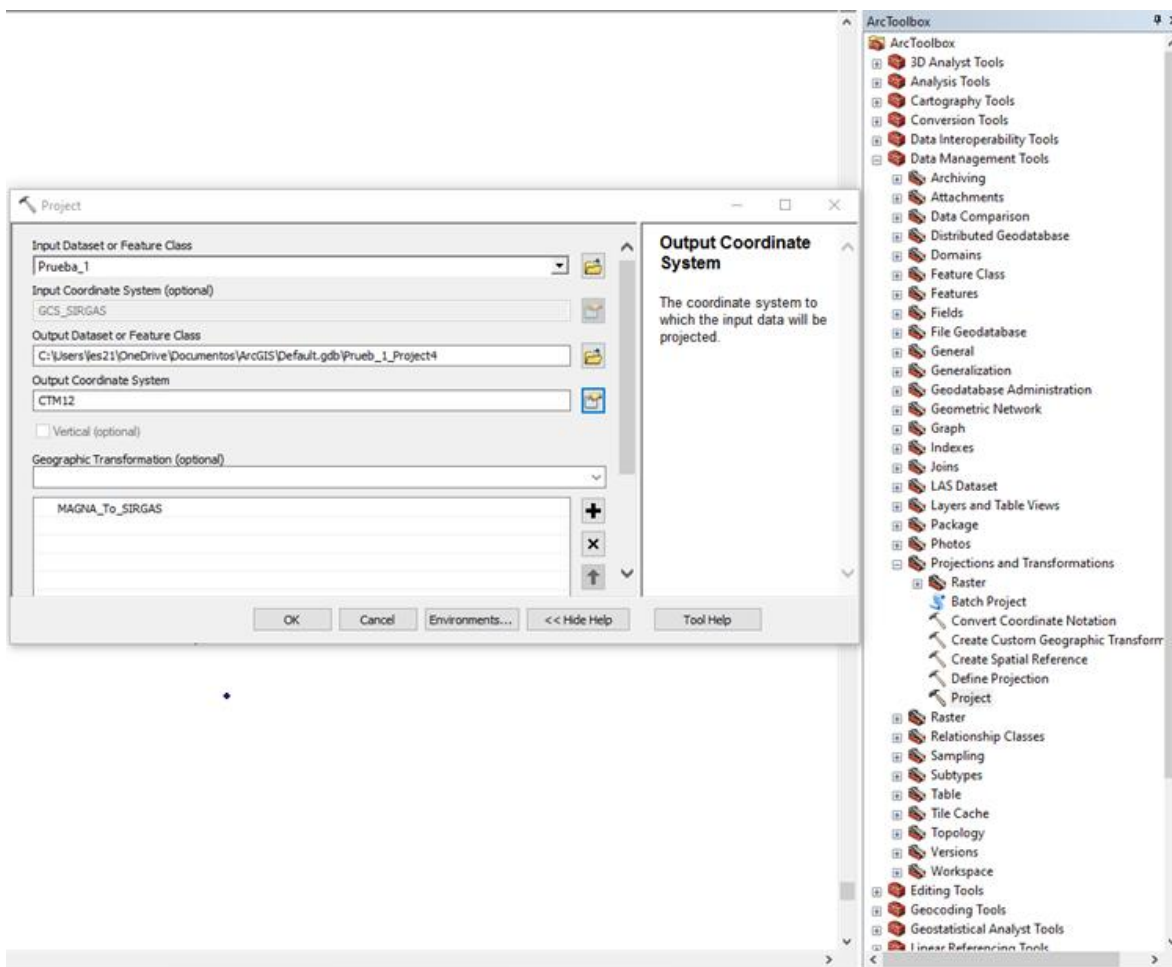 Project
Input Dataset or Feature Class
Prueba_1
Input Coordinate System (optional)
GCS_SIRGAS
Output Dataset or Feature Class
C:\Users\jes21\OneDrive\Documentos\ArcGIS\Default.gdb\Prueb_1_Project4
Output Coordinate System
CTM12
Vertical (optional)
Geographic Transformation (optional)
MAGNA_To_SIRGAS
OK
Cancel
Environments...
<< Hide Help
Tool Help
Output Coordinate
System
The coordinate system to
which the input data will be
projected.
ArcToolbox
ArcToolbox
3D Analyst Tools
Analysis Tools
Cartography Tools
Conversion Tools
Data Interoperability Tools
Data Management Tools
Archiving
Attachments
Data Comparison
Distributed Geodatabase
Domains
Feature Class
Features
Fields
File Geodatabase
General
Generalization
Geodatabase Administration
Geometric Network
Graph
Indexes
Joins
LAS Dataset
Layers and Table Views
Package
Photos
Projections and Transformations
Raster
Batch Project
Convert Coordinate Notation
Create Custom Geographic Transform
Create Spatial Reference
Define Projection
Project
Raster
Relationship Classes
Sampling
Subtypes
Table
Tile Cache
Topology
Versions
Workspace
Editing Tools
Geocoding Tools
Geostatistical Analyst Tools
Linear Referencing Tools